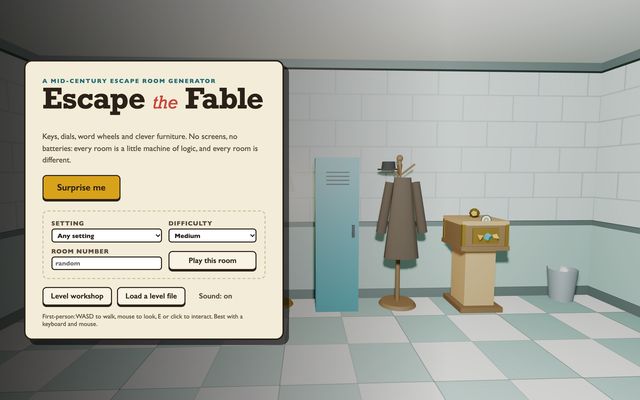 A MID-CENTURY ESCAPE ROOM GENERATOR
Escape the Fable
Keys, dials, word wheels and clever furniture. No screens, no
batteries: every room is a little machine of logic, and every room is
different.
Surprise me
SETTING
DIFFICULTY
Any setting
Medium
ROOM NUMBER
random
Play this room
Level workshop
Load a level file
Sound: on
First-person: WASD to walk, mouse to look, E or click to interact. Best with a
keyboard and mouse.